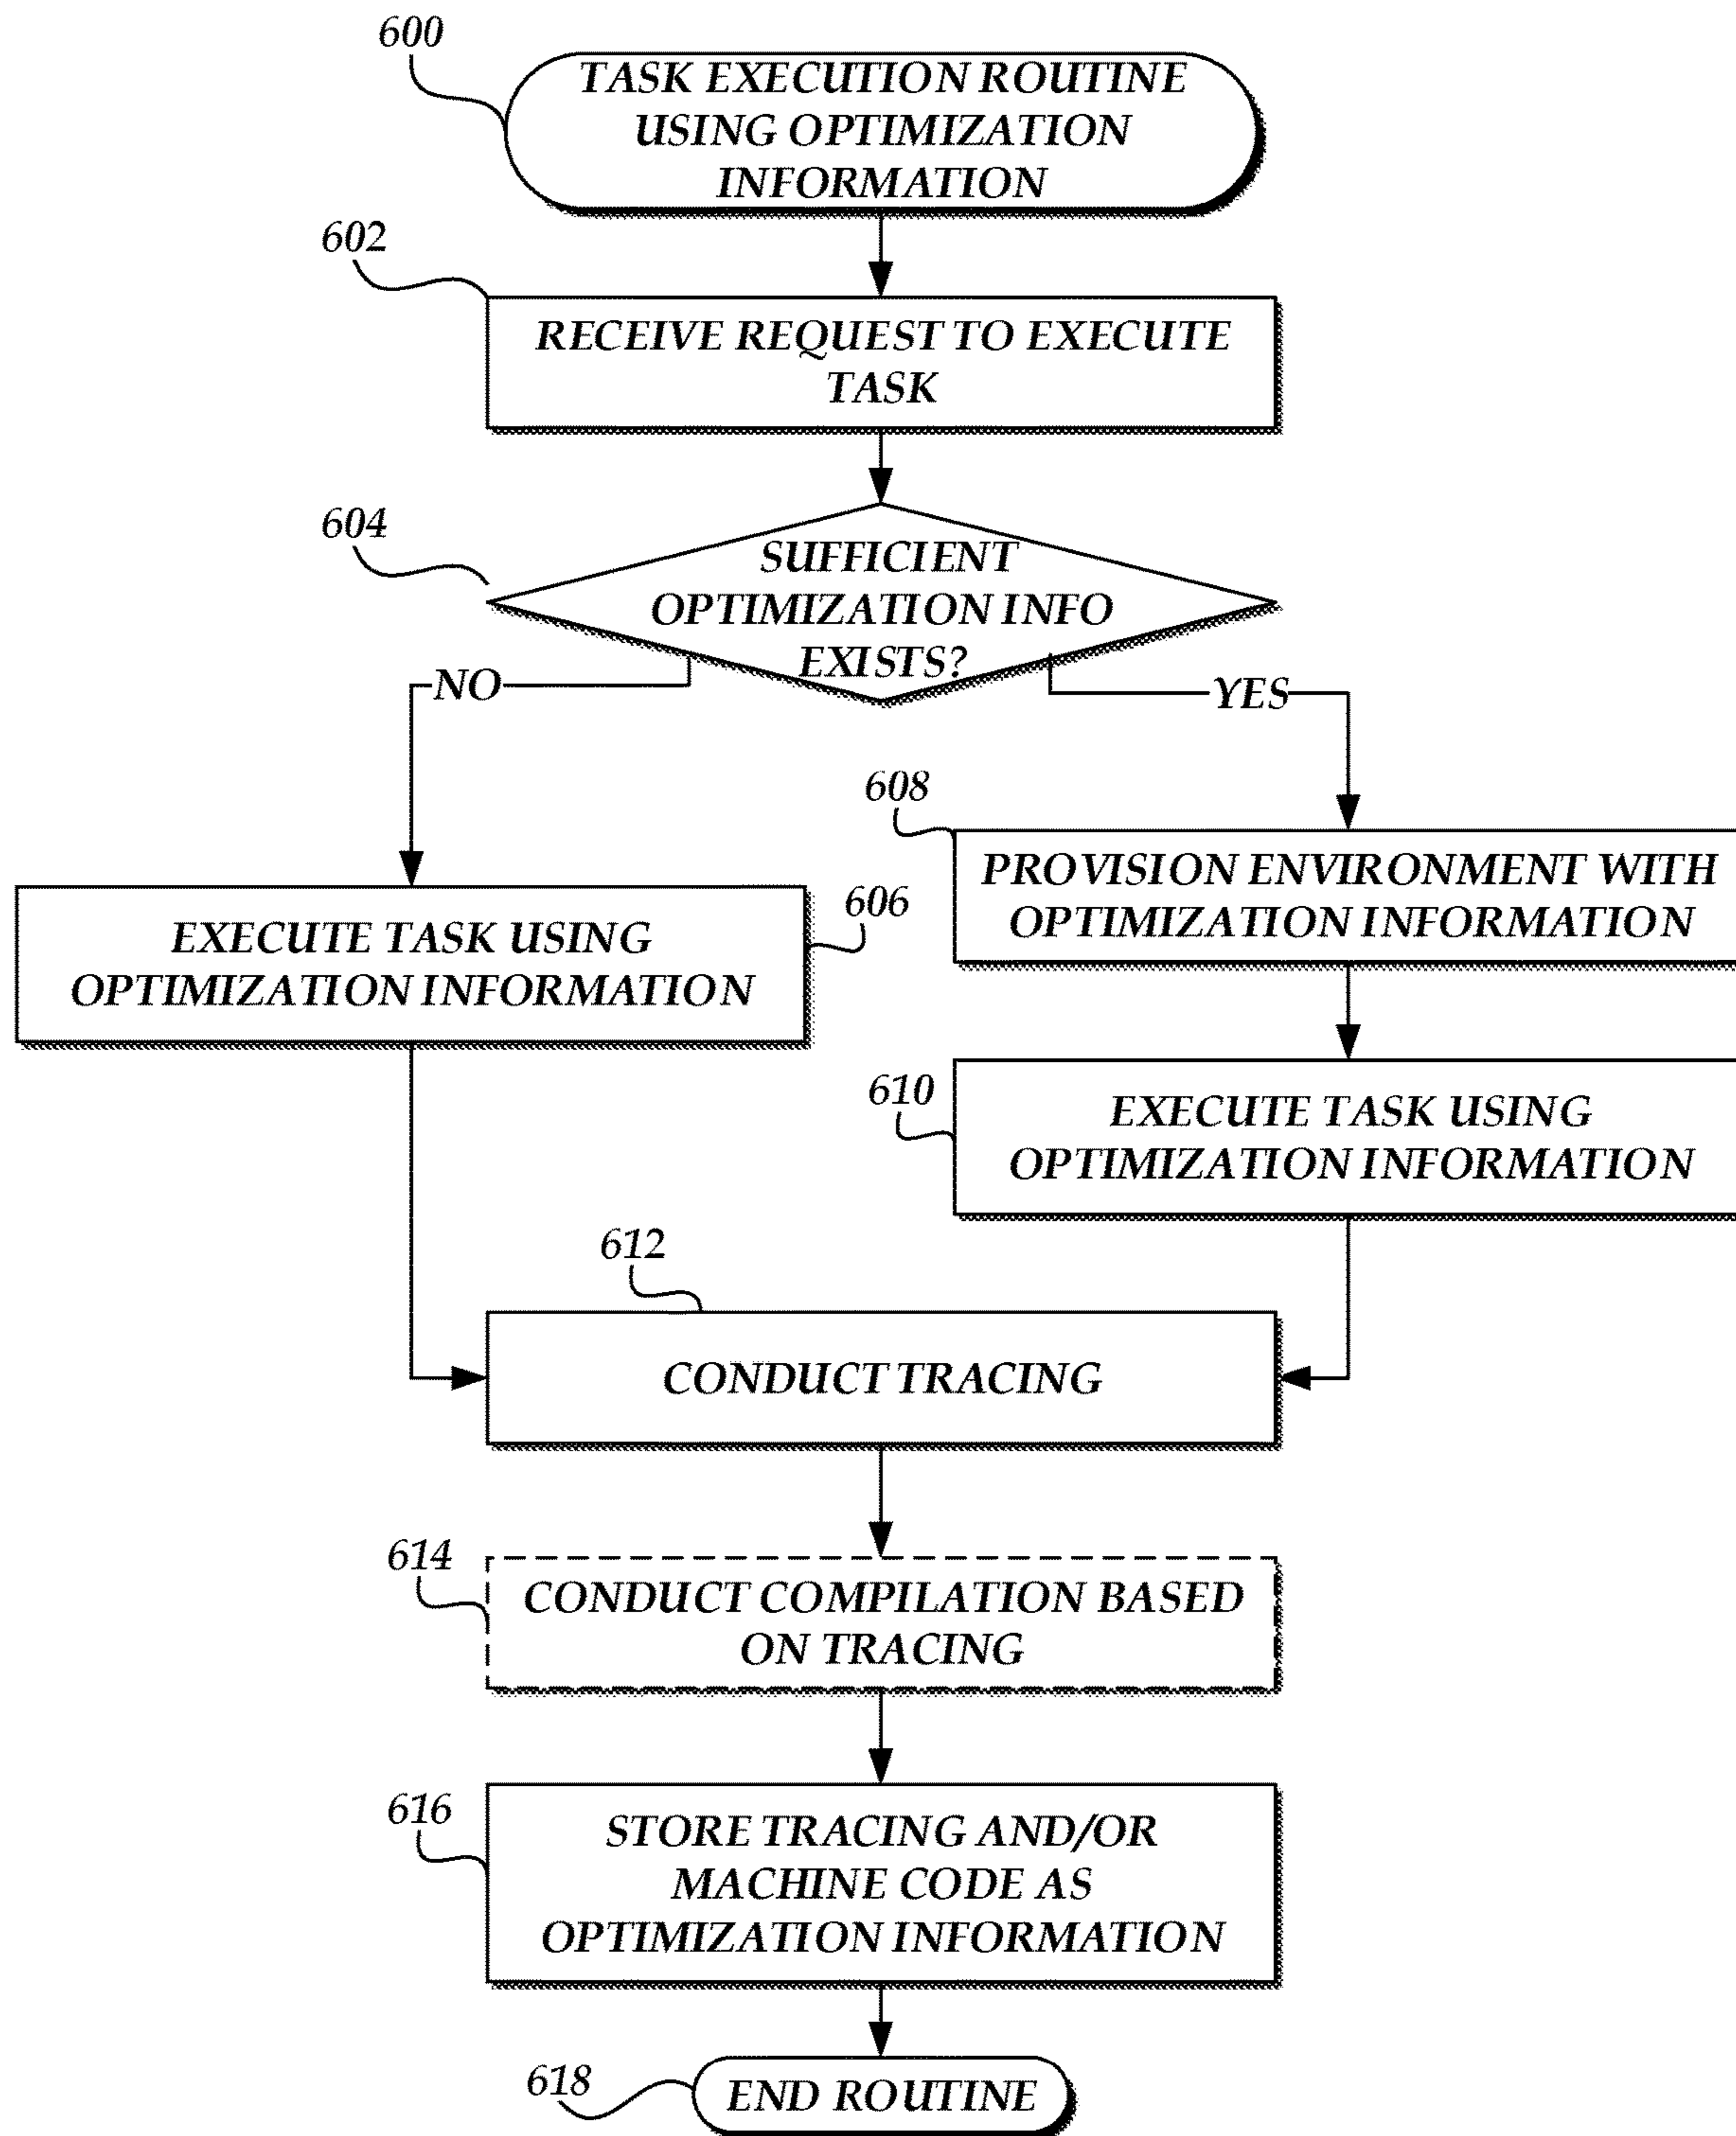 600
TASK EXECUTION ROUTINE
USING OPTIMIZATION
INFORMATION
602
RECEIVE REQUEST TO EXECUTE
TASK
604
SUFFICIENT
OPTIMIZATION INFO
EXISTS?
NO
YES
606
EXECUTE TASK USING
OPTIMIZATION INFORMATION
608
PROVISION ENVIRONMENT WITH
OPTIMIZATION INFORMATION
610
EXECUTE TASK USING
OPTIMIZATION INFORMATION
612
CONDUCT TRACING
614
CONDUCT COMPILATION BASED
ON TRACING
616
STORE TRACING AND/OR
MACHINE CODE AS
OPTIMIZATION INFORMATION
618
END ROUTINE